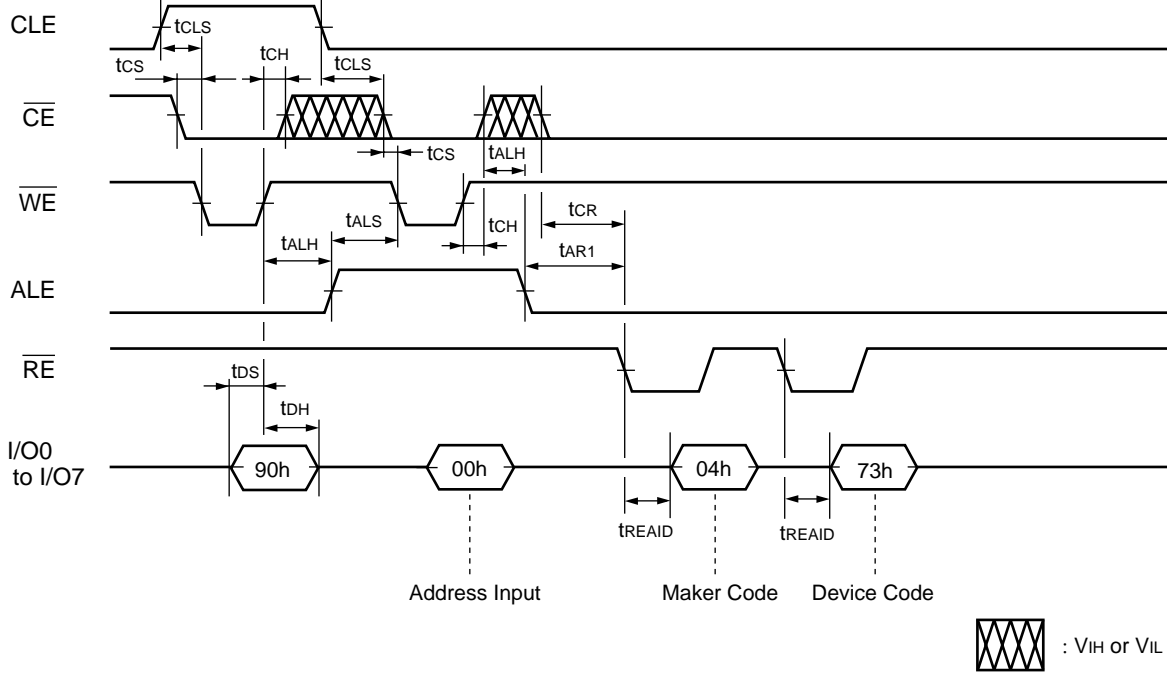 CLE
tCLS
tCS
tCH
tCLS
CE
tCS
tALH
WE
tALH
tALS
tCH
tCR
tAR1
ALE
RE
tDS
tDH
I/O0
to I/O7
90h
00h
04h
73h
tREAID
tREAID
Address Input
Maker Code
Device Code
: VIH or VIL